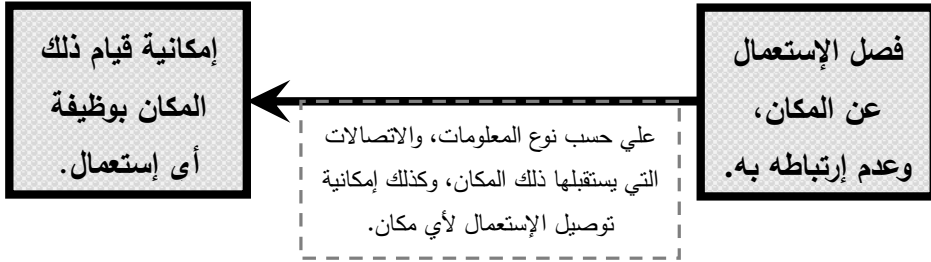 فصل الإستعمال
عن المكان،
وعدم إرتباطه به.
علي حسب نوع المعلومات، والاتصالات
التي يستقبلها ذلك المكان، وكذلك إمكانية
توصيل الإستعمال لأي مكان.
إمكانية قيام ذلك
المكان بوظيفة
أى إستعمال.